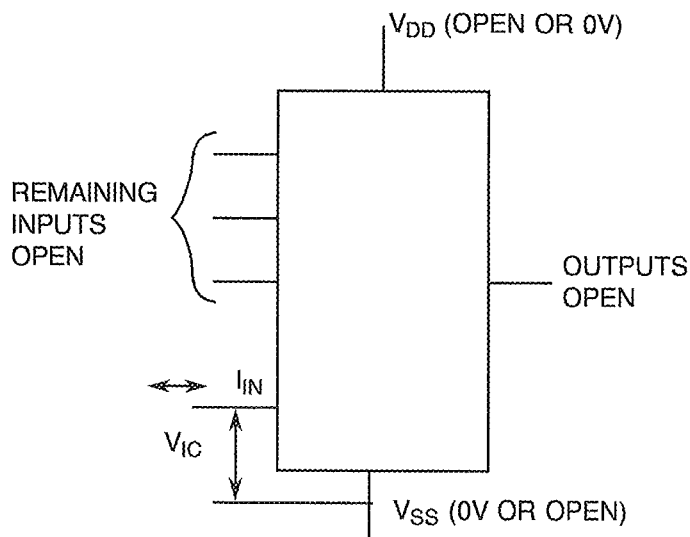 VDD (OPEN OR 0V)
REMAINING
INPUTS
OPEN
OUTPUTS
OPEN
IIN
VIC
VSS (0V OR OPEN)